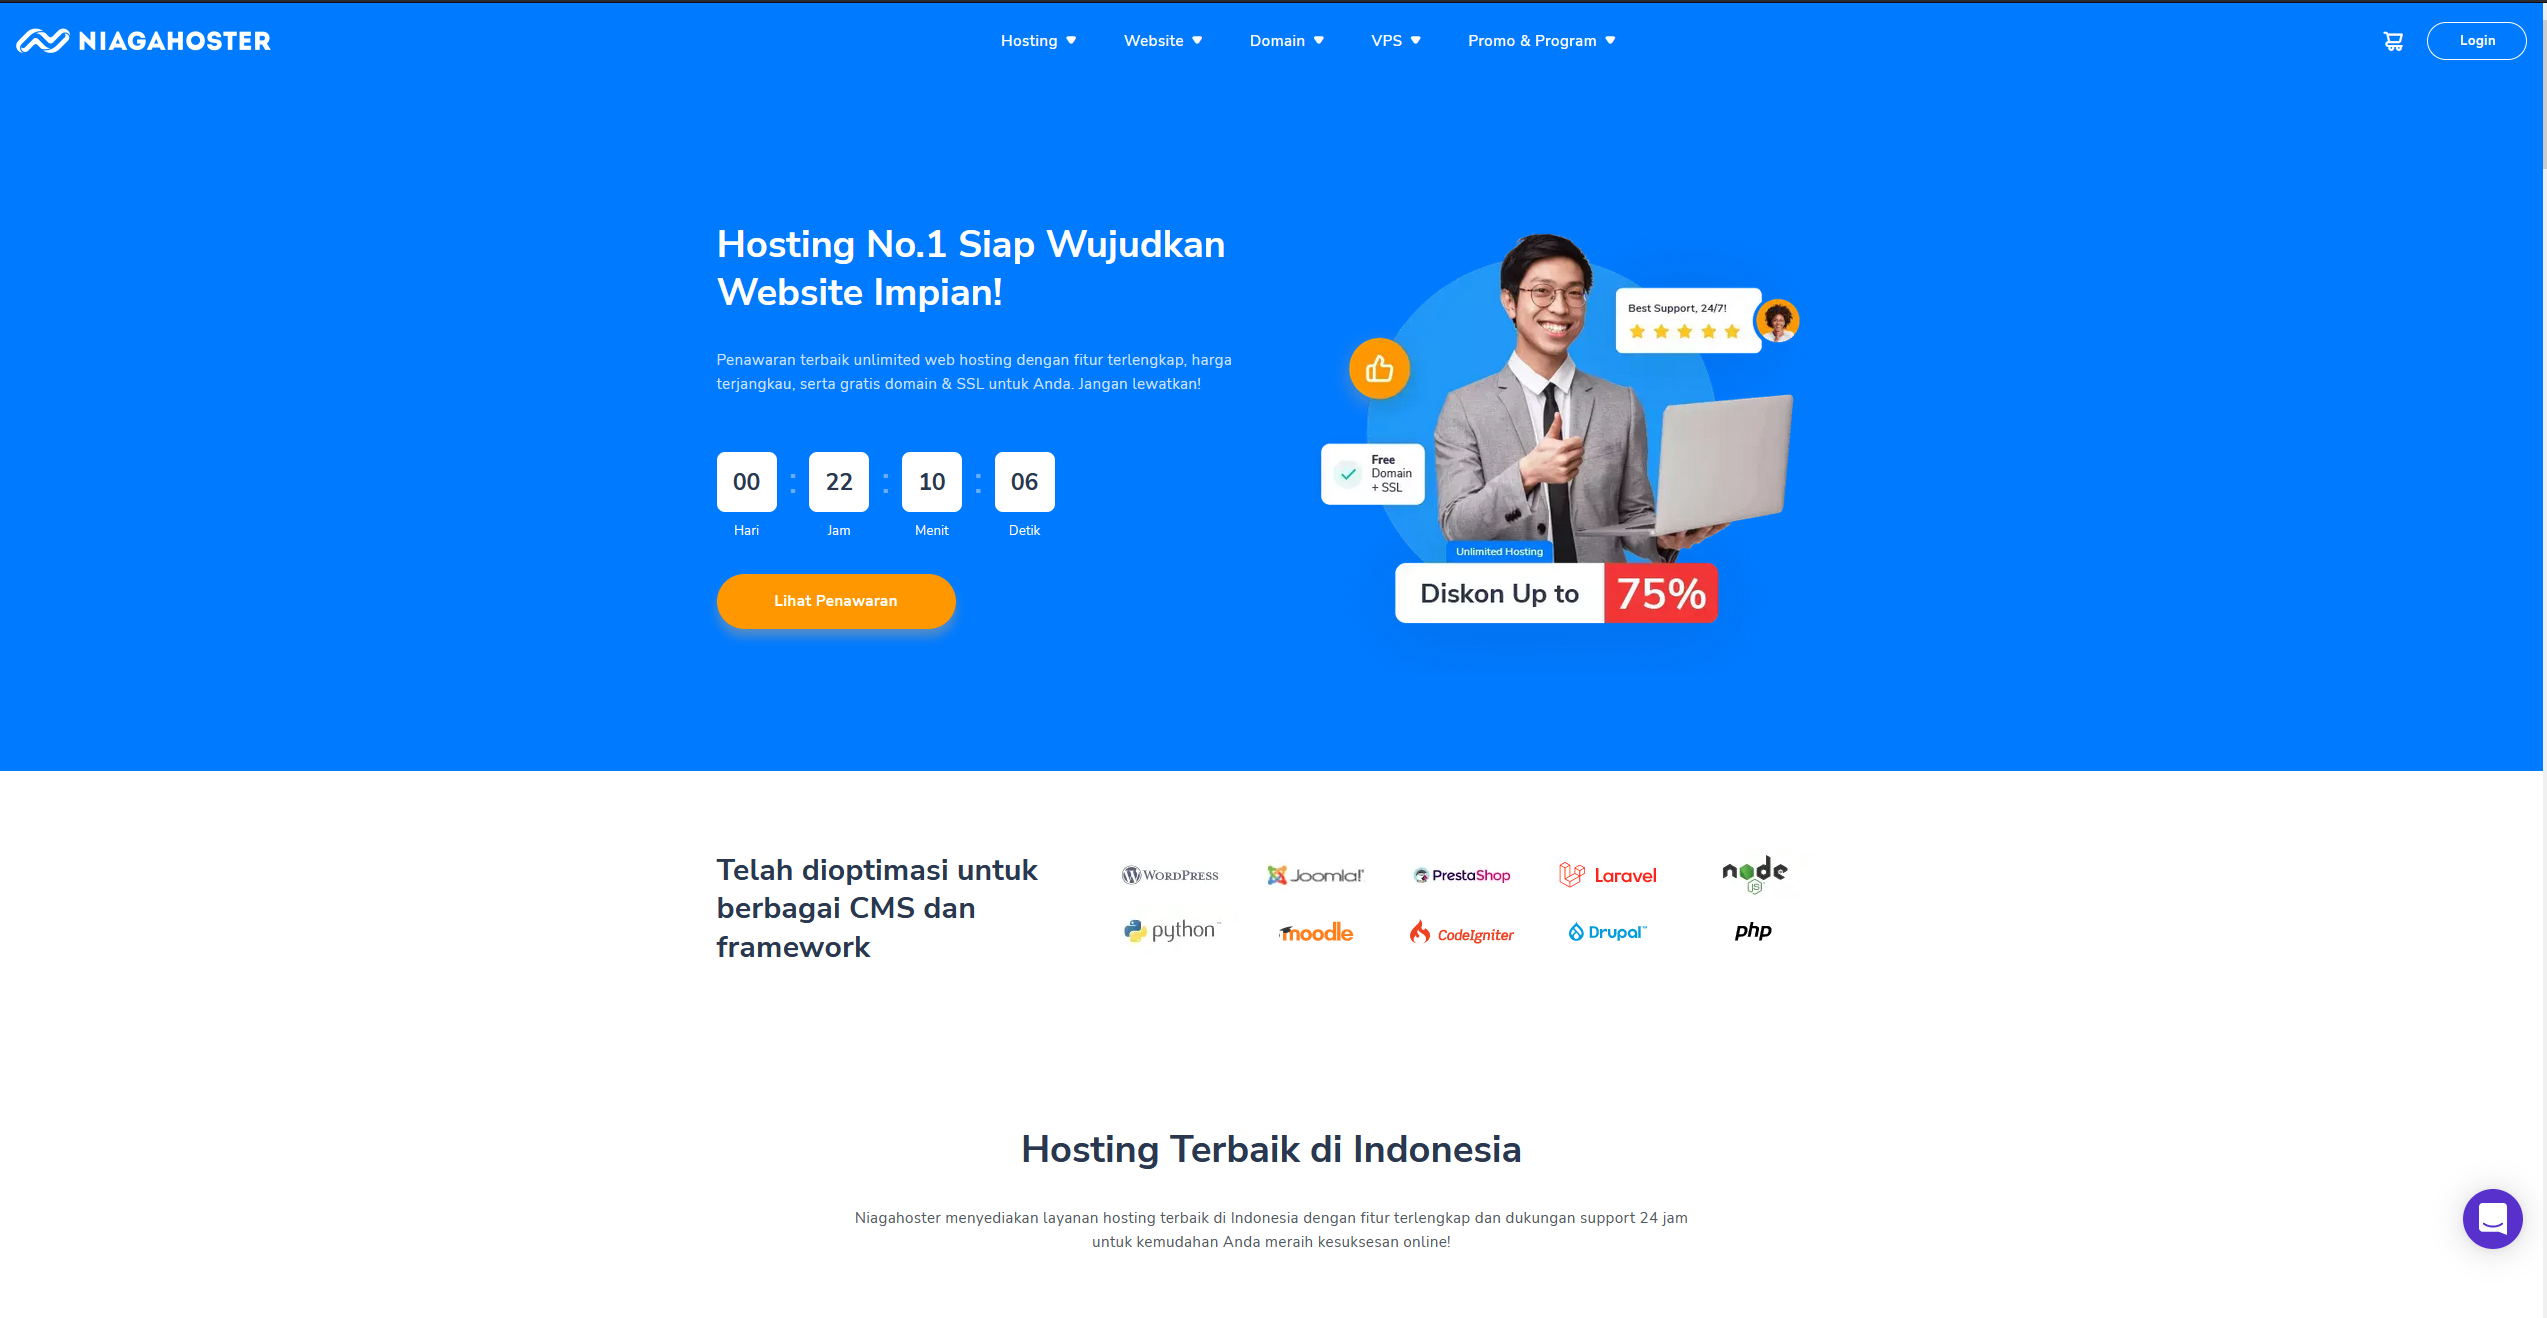 NIAGAHOSTER
Hosting Website Domain VPS Promo & Program
Login
Hosting No.1 Siap Wujudkan
Website Impian!
Penawaran terbaik unlimited web hosting dengan fitur terlengkap, harga
terjangkau, serta gratis domain & SSL untuk Anda. Jangan lewatkan!
00 : 22 : 10 : 06
Hari Jam Menit Detik
Lihat Penawaran
Best Support, 24/7!
Free
Domain
+ SSL
Unlimited Hosting
Diskon Up to 75%
Telah dioptimasi untuk
berbagai CMS dan
framework
WORDPRESS Joomla!® PrestaShop Laravel node
JS
python™ moodle CodeIgniter Drupal™ php
Hosting Terbaik di Indonesia
Niagahoster menyediakan layanan hosting terbaik di Indonesia dengan fitur terlengkap dan dukungan support 24 jam
untuk kemudahan Anda meraih kesuksesan online!